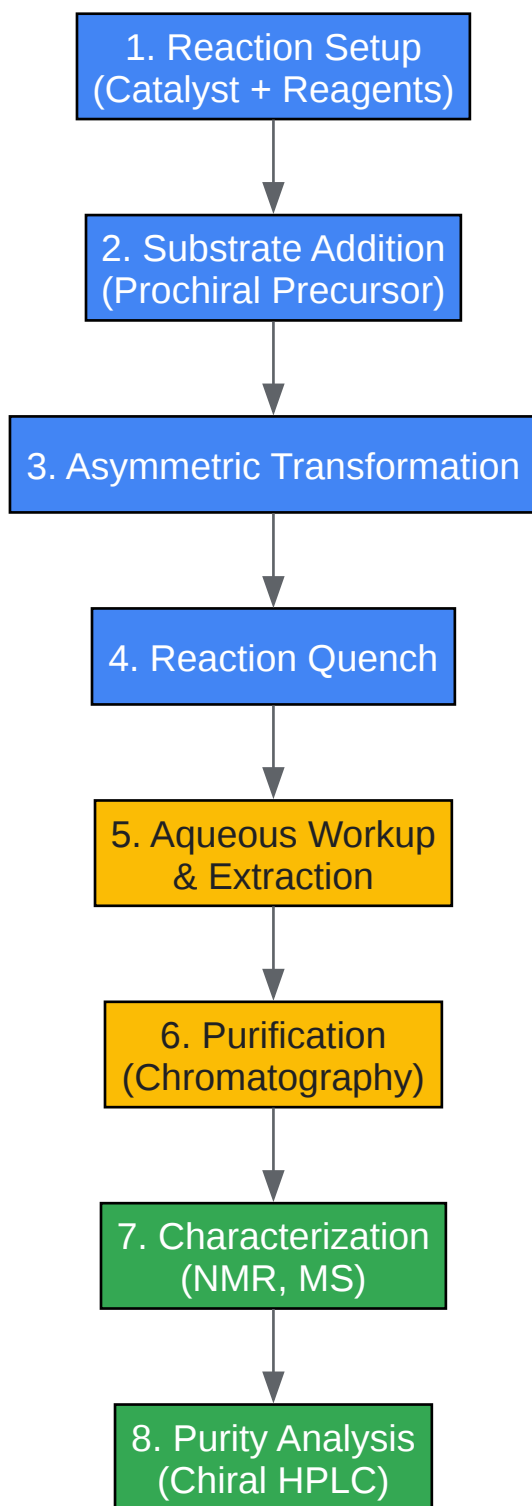 1. Reaction Setup
(Catalyst + Reagents)
2. Substrate Addition
(Prochiral Precursor)
3. Asymmetric Transformation
4. Reaction Quench
5. Aqueous Workup
& Extraction
6. Purification
(Chromatography)
7. Characterization
(NMR, MS)
8. Purity Analysis
(Chiral HPLC)